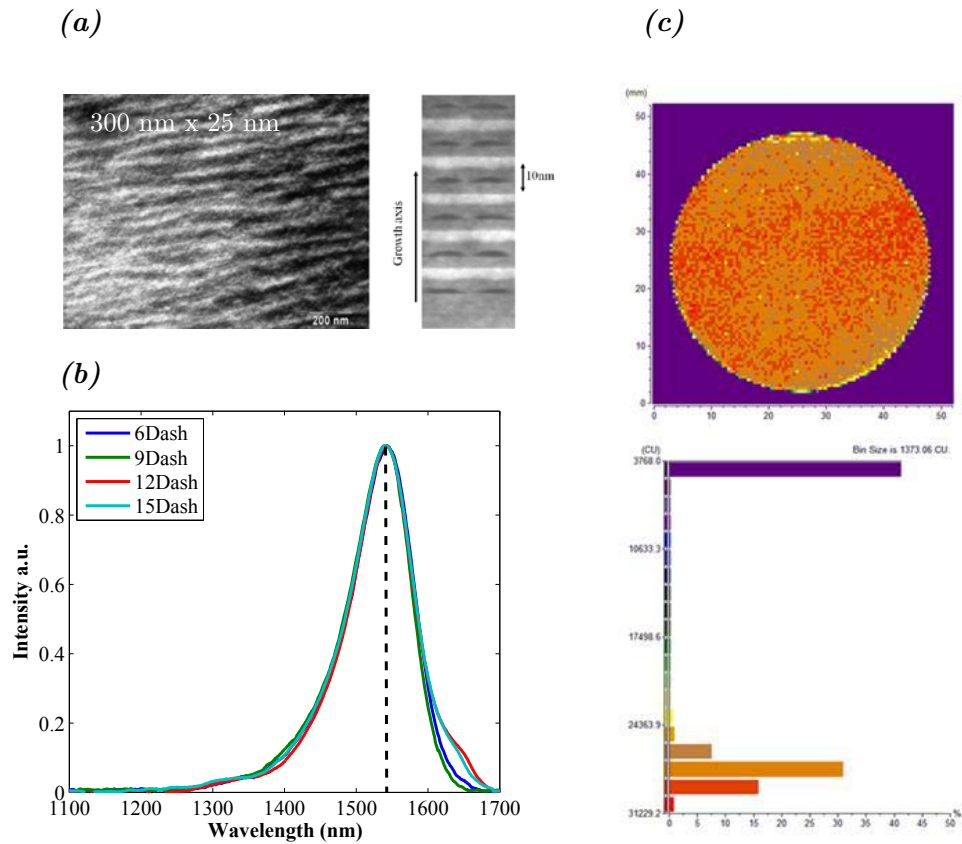 (a)
300 nm x 25 nm
200 nm
Growth axis
10nm
(b)
6Dash
9Dash
12Dash
15Dash
1
0.8
0.6
0.4
0.2
0
Intensity a.u.
1100 1200 1300 1400 1500 1600 1700
Wavelength (nm)
(c)
(mm)
50
40
30
20
10
0
0 10 20 30 40 50
(CU)
Bin Size is 1373.06 CU.
3768.0
10633.3
17498.6
24363.9
31229.2
0 5 10 15 20 25 30 35 40 45 50
%